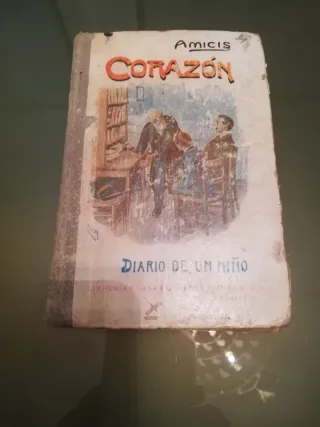 AMICIS
CORAZÓN
DIARIO DE UN NIÑO